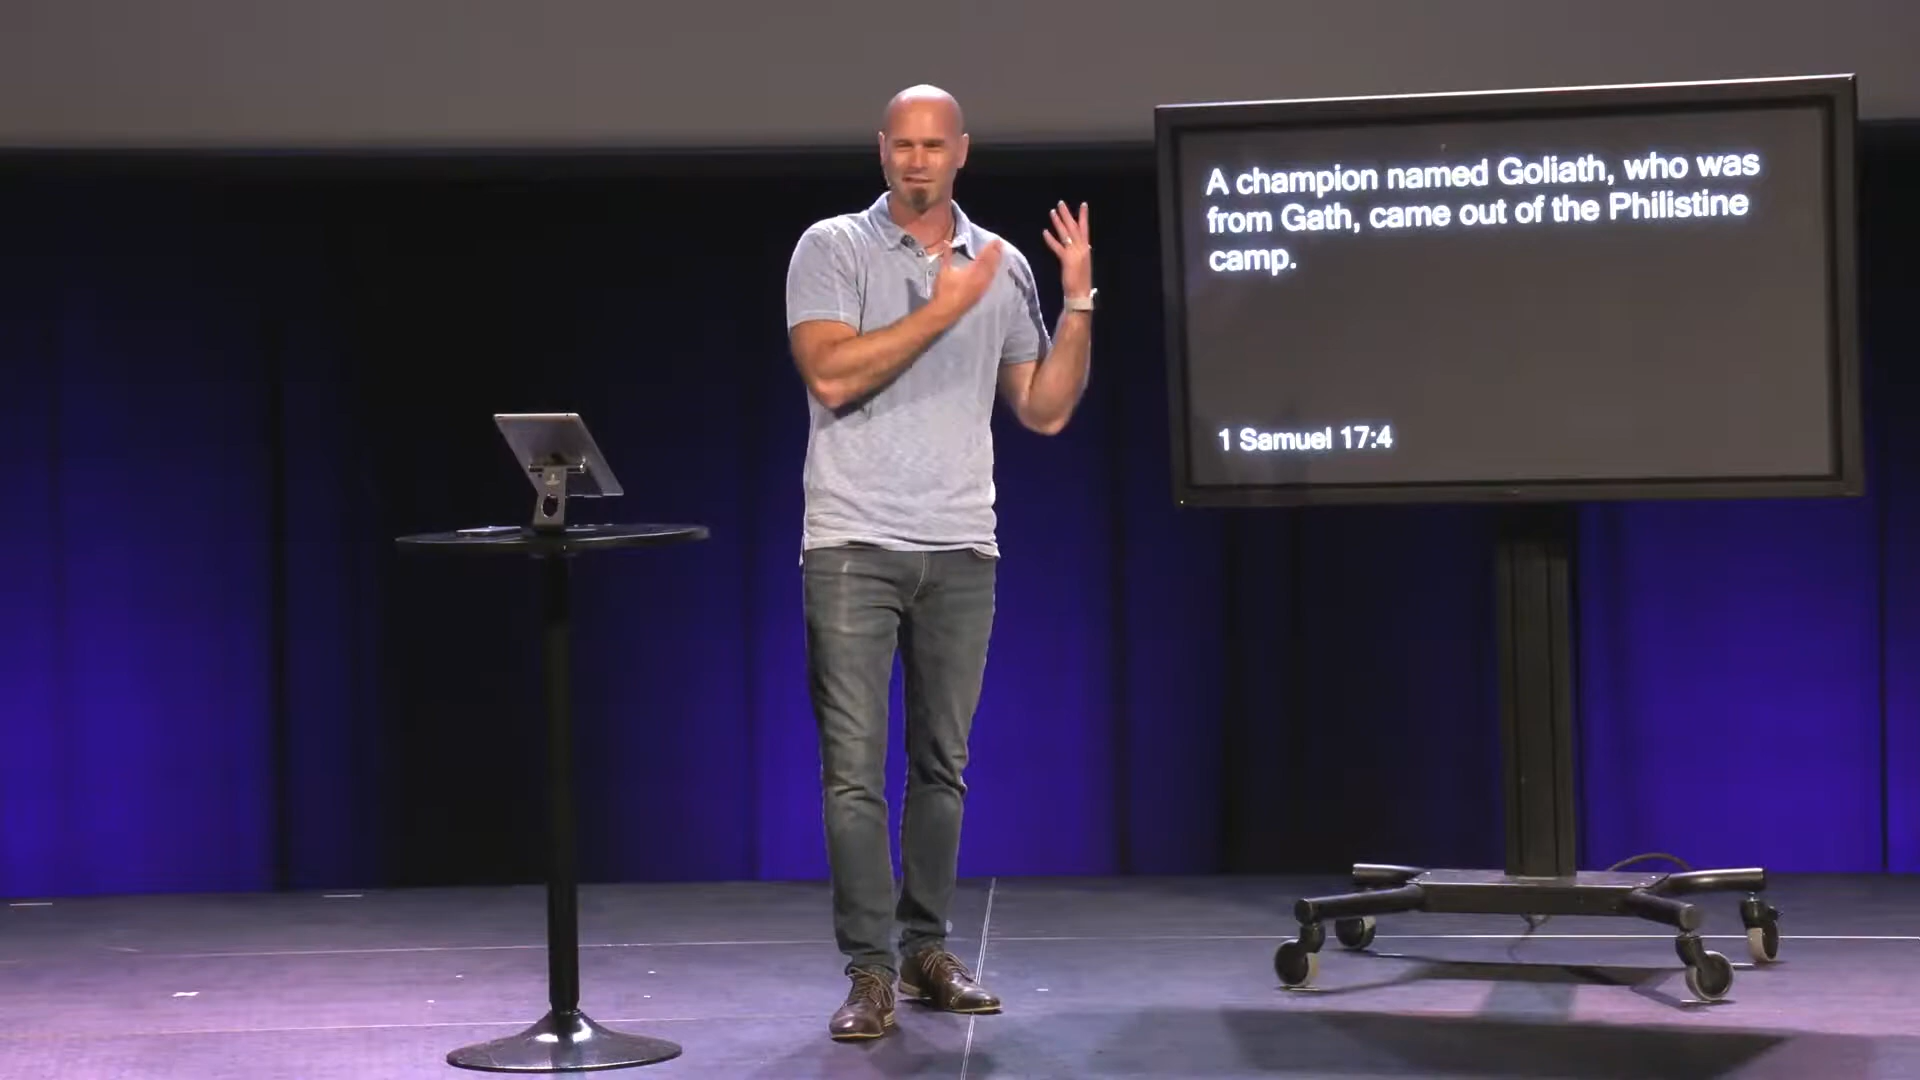 A champion named Goliath, who was
from Gath, came out of the Philistine
camp.
1 Samuel 17:4